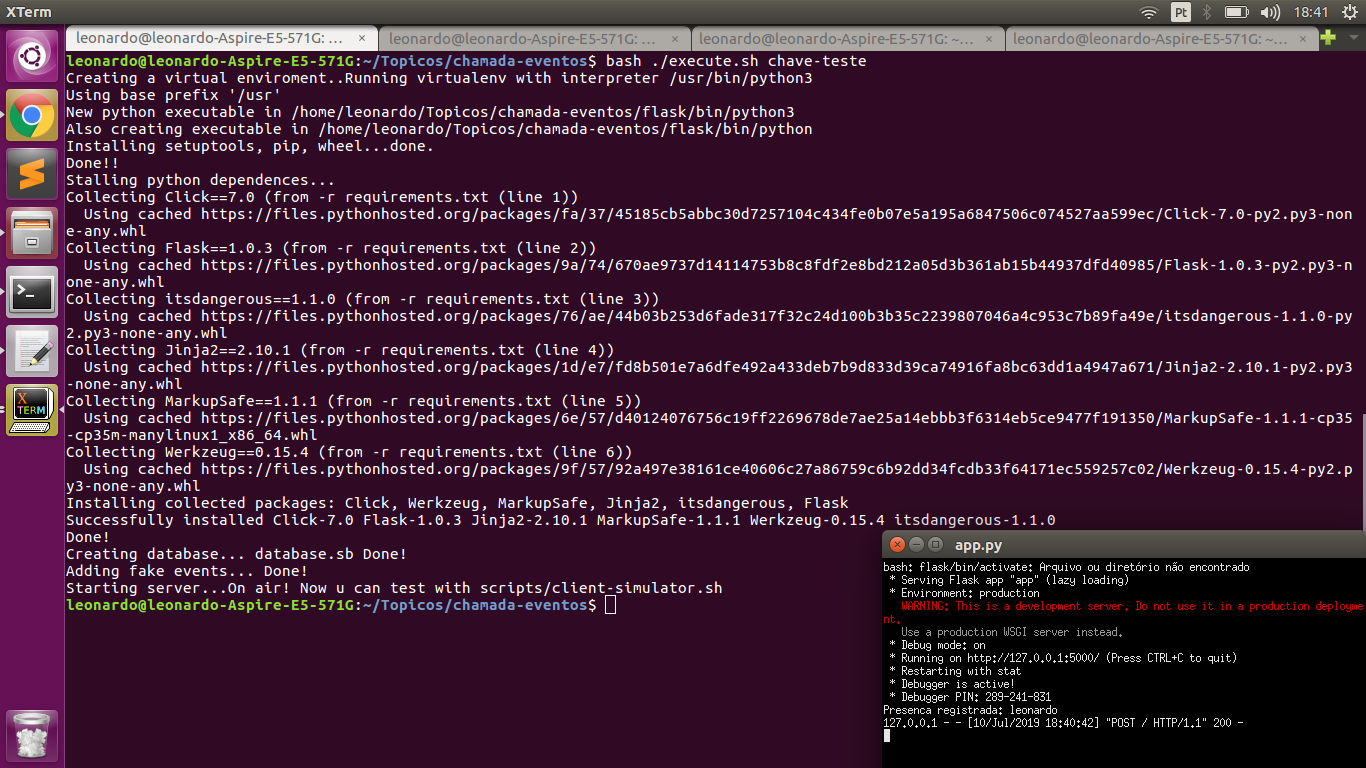 XTerm
Pt
18:41
leonardo@leonardo-Aspire-E5-571G: ... ×
leonardo@leonardo-Aspire-E5-571G: ... ×
leonardo@leonardo-Aspire-E5-571G: ~... ×
leonardo@leonardo-Aspire-E5-571G: ~... ×
leonardo@leonardo-Aspire-E5-571G:~/Topicos/chamada-eventos$ bash ./execute.sh chave-teste
Creating a virtual enviroment..Running virtualenv with interpreter /usr/bin/python3
Using base prefix '/usr'
New python executable in /home/leonardo/Topicos/chamada-eventos/flask/bin/python3
Also creating executable in /home/leonardo/Topicos/chamada-eventos/flask/bin/python
Installing setuptools, pip, wheel...done.
Done!!
Stalling python dependences...
Collecting Click==7.0 (from -r requirements.txt (line 1))
  Using cached https://files.pythonhosted.org/packages/fa/37/45185cb5abbc30d7257104c434fe0b07e5a195a6847506c074527aa599ec/Click-7.0-py2.py3-non
e-any.whl
Collecting Flask==1.0.3 (from -r requirements.txt (line 2))
  Using cached https://files.pythonhosted.org/packages/9a/74/670ae9737d14114753b8c8fdf2e8bd212a05d3b361ab15b44937dfd40985/Flask-1.0.3-py2.py3-n
one-any.whl
Collecting itsdangerous==1.1.0 (from -r requirements.txt (line 3))
  Using cached https://files.pythonhosted.org/packages/76/ae/44b03b253d6fade317f32c24d100b3b35c2239807046a4c953c7b89fa49e/itsdangerous-1.1.0-py
2.py3-none-any.whl
Collecting Jinja2==2.10.1 (from -r requirements.txt (line 4))
  Using cached https://files.pythonhosted.org/packages/1d/e7/fd8b501e7a6dfe492a433deb7b9d833d39ca74916fa8bc63dd1a4947a671/Jinja2-2.10.1-py2.py3
-none-any.whl
Collecting MarkupSafe==1.1.1 (from -r requirements.txt (line 5))
  Using cached https://files.pythonhosted.org/packages/6e/57/d40124076756c19ff2269678de7ae25a14ebbb3f6314eb5ce9477f191350/MarkupSafe-1.1.1-cp35
-cp35m-manylinux1_x86_64.whl
Collecting Werkzeug==0.15.4 (from -r requirements.txt (line 6))
  Using cached https://files.pythonhosted.org/packages/9f/57/92a497e38161ce40606c27a86759c6b92dd34fcdb33f64171ec559257c02/Werkzeug-0.15.4-py2.p
y3-none-any.whl
Installing collected packages: Click, Werkzeug, MarkupSafe, Jinja2, itsdangerous, Flask
Successfully installed Click-7.0 Flask-1.0.3 Jinja2-2.10.1 MarkupSafe-1.1.1 Werkzeug-0.15.4 itsdangerous-1.1.0
Done!
Creating database... database.sb Done!
Adding fake events... Done!
Starting server...On air! Now u can test with scripts/client-simulator.sh
leonardo@leonardo-Aspire-E5-571G:~/Topicos/chamada-eventos$
X
TERM
app.py
bash: flask/bin/activate: Arquivo ou diretório não encontrado
 * Serving Flask app "app" (lazy loading)
 * Environment: production
   WARNING: This is a development server. Do not use it in a production deployme
nt.
   Use a production WSGI server instead.
 * Debug mode: on
 * Running on http://127.0.0.1:5000/ (Press CTRL+C to quit)
 * Restarting with stat
 * Debugger is active!
 * Debugger PIN: 289-241-831
Presenca registrada: leonardo
127.0.0.1 - - [10/Jul/2019 18:40:42] "POST / HTTP/1.1" 200 -